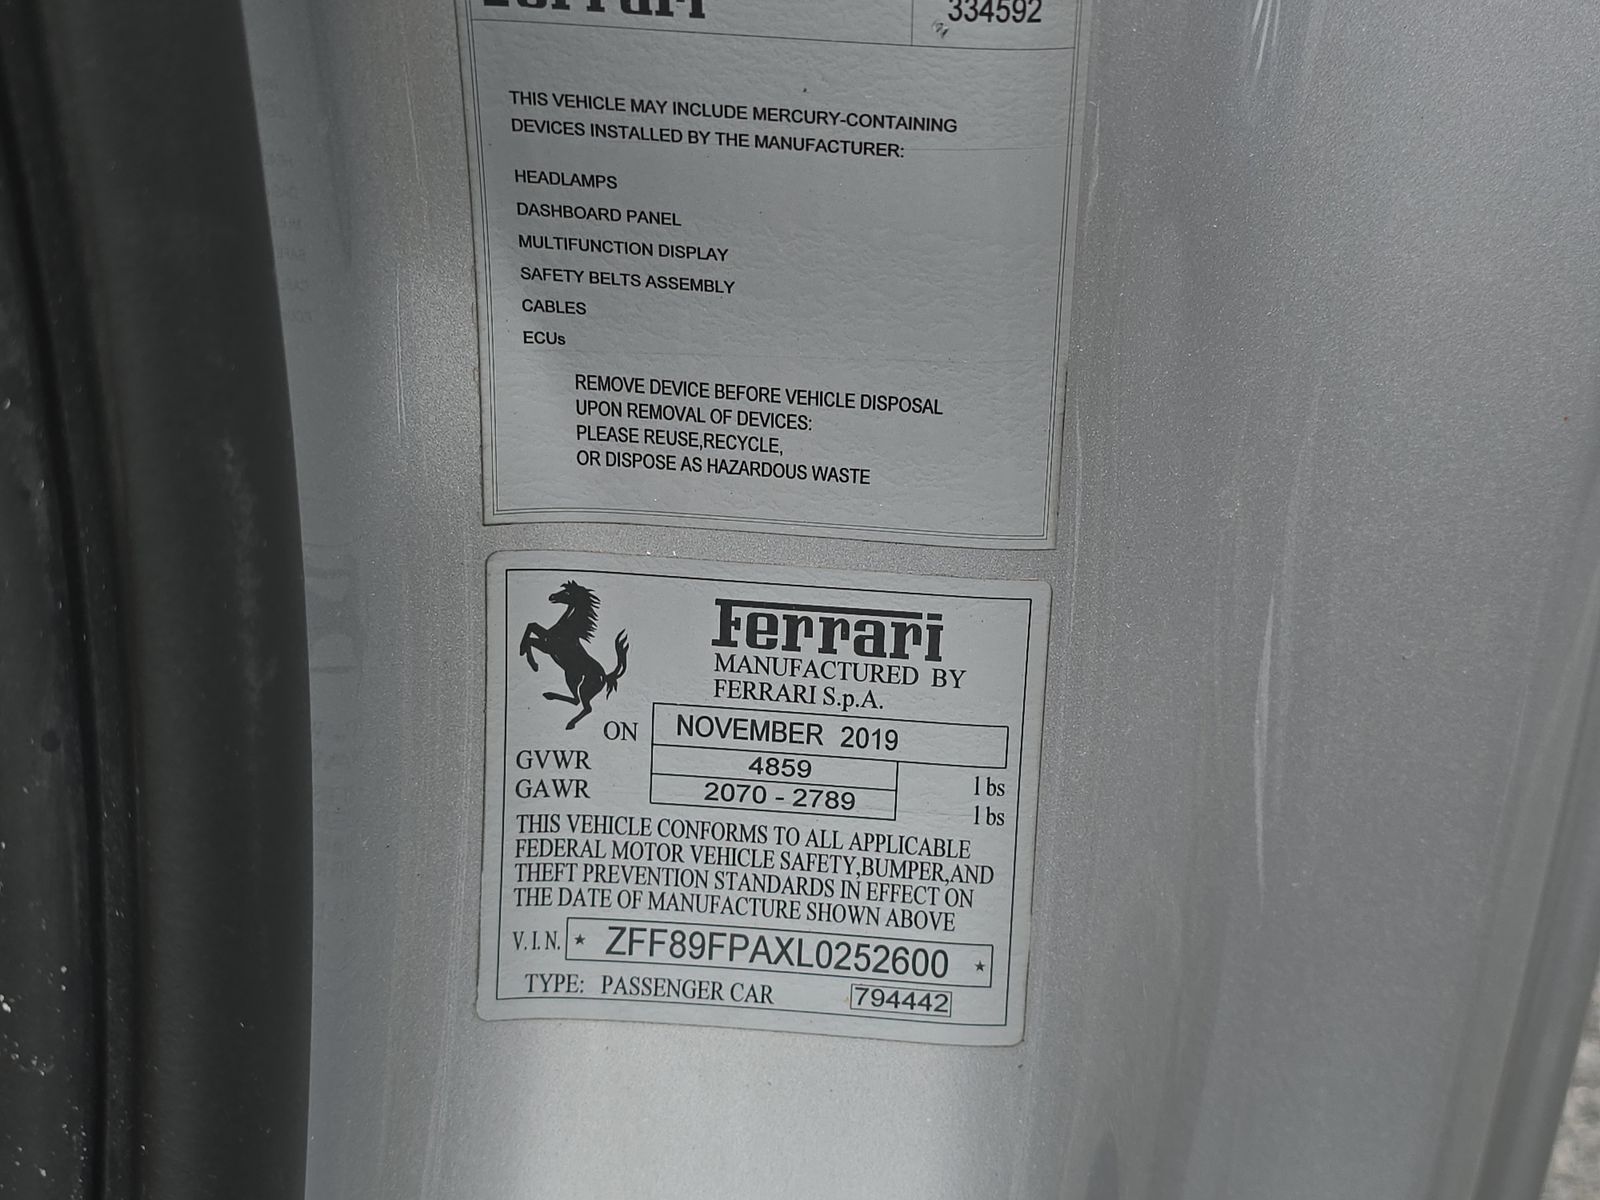 Ferrari 334592
THIS VEHICLE MAY INCLUDE MERCURY-CONTAINING
DEVICES INSTALLED BY THE MANUFACTURER:
HEADLAMPS
DASHBOARD PANEL
MULTIFUNCTION DISPLAY
SAFETY BELTS ASSEMBLY
CABLES
ECUs
REMOVE DEVICE BEFORE VEHICLE DISPOSAL
UPON REMOVAL OF DEVICES:
PLEASE REUSE,RECYCLE,
OR DISPOSE AS HAZARDOUS WASTE
Ferrari
MANUFACTURED BY
FERRARI S.p.A.
ON NOVEMBER 2019
GVWR 4859 lbs
GAWR 2070 - 2789 lbs
THIS VEHICLE CONFORMS TO ALL APPLICABLE
FEDERAL MOTOR VEHICLE SAFETY,BUMPER,AND
THEFT PREVENTION STANDARDS IN EFFECT ON
THE DATE OF MANUFACTURE SHOWN ABOVE
V.I.N. * ZFF89FPAXL0252600 *
TYPE: PASSENGER CAR 794442